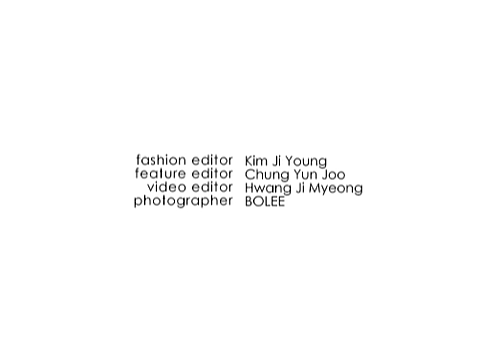 fashion editor Kim Ji Young
feature editor Chung Yun Joo
video editor Hwang Ji Myeong
photographer BOLEE